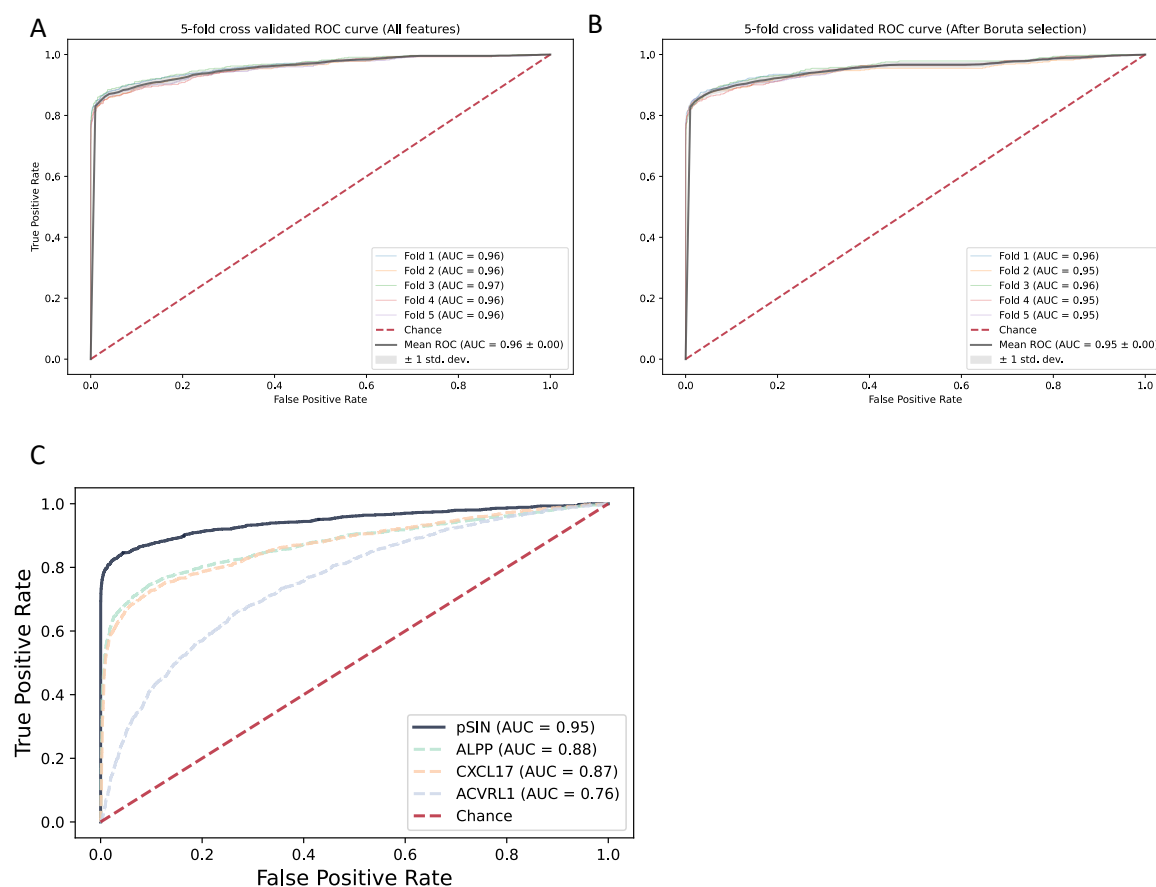 A
5-fold cross validated ROC curve (All features)
True Positive Rate
1.0
0.8
0.6
0.4
0.2
0.0
Fold 1 (AUC = 0.96)
Fold 2 (AUC = 0.96)
Fold 3 (AUC = 0.97)
Fold 4 (AUC = 0.96)
Fold 5 (AUC = 0.96)
Chance
Mean ROC (AUC = 0.96 ± 0.00)
± 1 std. dev.
0.0 0.2 0.4 0.6 0.8 1.0
False Positive Rate
B
5-fold cross validated ROC curve (After Boruta selection)
1.0
0.8
0.6
0.4
0.2
0.0
Fold 1 (AUC = 0.96)
Fold 2 (AUC = 0.95)
Fold 3 (AUC = 0.96)
Fold 4 (AUC = 0.95)
Fold 5 (AUC = 0.95)
Chance
Mean ROC (AUC = 0.95 ± 0.00)
± 1 std. dev.
0.0 0.2 0.4 0.6 0.8 1.0
False Positive Rate
C
True Positive Rate
1.0
0.8
0.6
0.4
0.2
0.0
pSIN (AUC = 0.95)
ALPP (AUC = 0.88)
CXCL17 (AUC = 0.87)
ACVRL1 (AUC = 0.76)
Chance
0.0 0.2 0.4 0.6 0.8 1.0
False Positive Rate